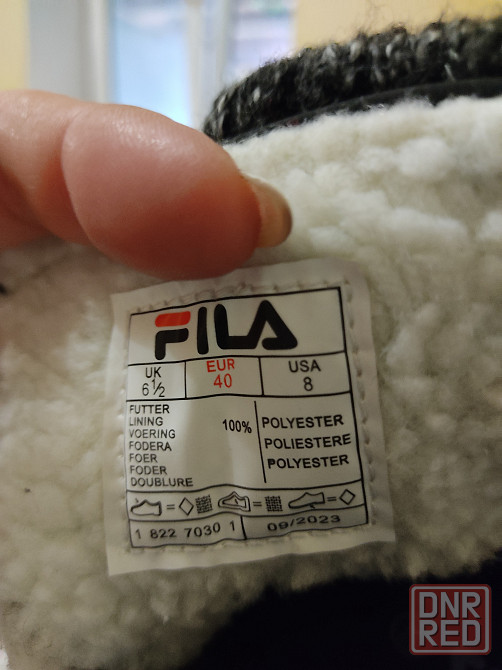 FILA
UK EUR USA
6½ 40 8
FUTTER
LINING
VOERING
FODERA
FOER
FODER
DOUBLURE
100%
POLYESTER
POLIESTERE
POLYESTER
= =  =
1 822 7030 1 09/2023
DNR
RED